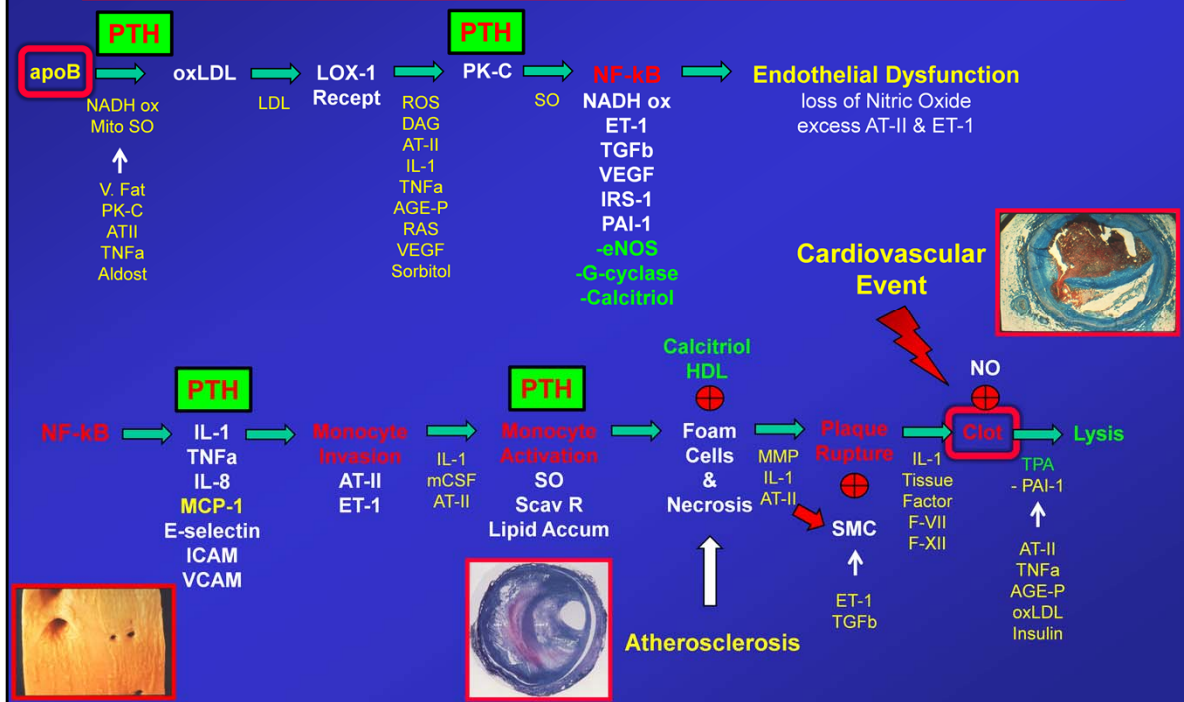 PTH
PTH
apoB
oxLDL
LOX-1
Recept
PK-C
NF-kB
Endothelial Dysfunction
loss of Nitric Oxide
excess AT-II & ET-1
NADH ox
Mito SO
V. Fat
PK-C
ATII
TNFa
Aldost
LDL
ROS
DAG
AT-II
IL-1
TNFa
AGE-P
RAS
VEGF
Sorbitol
SO
NADH ox
ET-1
TGFb
VEGF
IRS-1
PAI-1
-eNOS
-G-cyclase
-Calcitriol
Cardiovascular
Event
PTH
PTH
Calcitriol
HDL
NO
NF-kB
IL-1
TNFa
IL-8
MCP-1
E-selectin
ICAM
VCAM
Monocyte
Invasion
AT-II
ET-1
IL-1
mCSF
AT-II
Monocyte
Activation
SO
Scav R
Lipid Accum
Foam
Cells
&
Necrosis
MMP
IL-1
AT-II
Plaque
Rupture
SMC
ET-1
TGFb
IL-1
Tissue
Factor
F-VII
F-XII
Clot
Lysis
TPA
- PAI-1
AT-II
TNFa
AGE-P
oxLDL
Insulin
Atherosclerosis